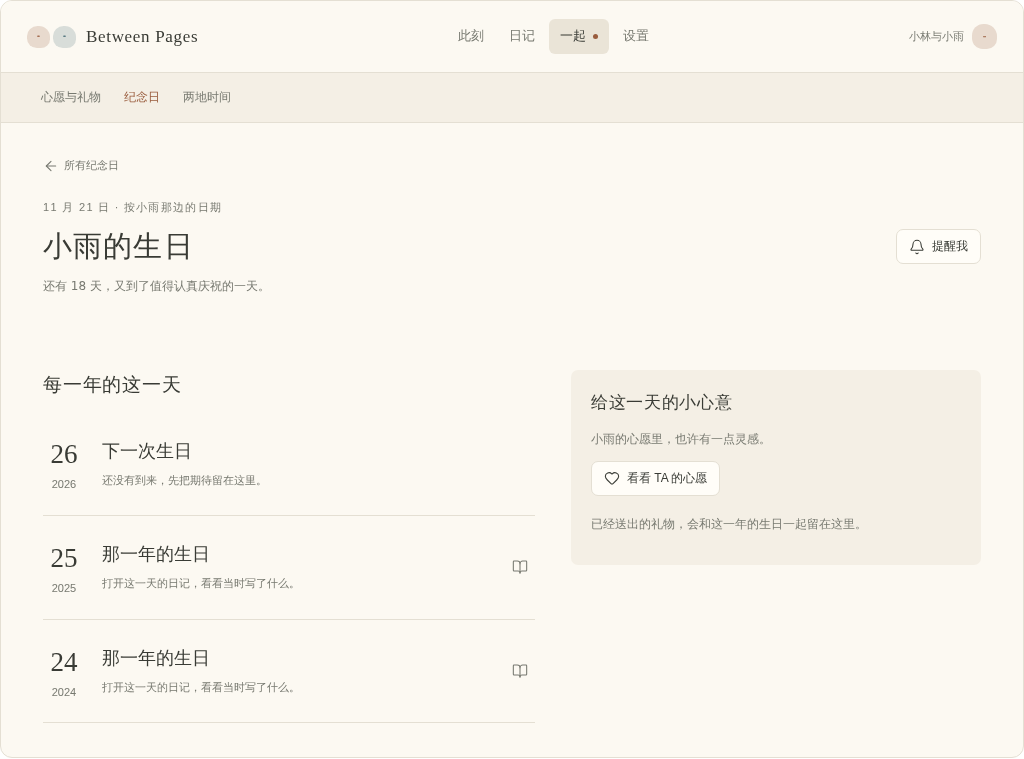 Between Pages
此刻 日记 一起 设置
小林与小雨
心愿与礼物 纪念日 两地时间
所有纪念日
11 月 21 日 · 按小雨那边的日期
小雨的生日
提醒我
还有 18 天，又到了值得认真庆祝的一天。
每一年的这一天
26
2026
下一次生日
还没有到来，先把期待留在这里。
25
2025
那一年的生日
打开这一天的日记，看看当时写了什么。
24
2024
那一年的生日
打开这一天的日记，看看当时写了什么。
给这一天的小心意
小雨的心愿里，也许有一点灵感。
看看 TA 的心愿
已经送出的礼物，会和这一年的生日一起留在这里。